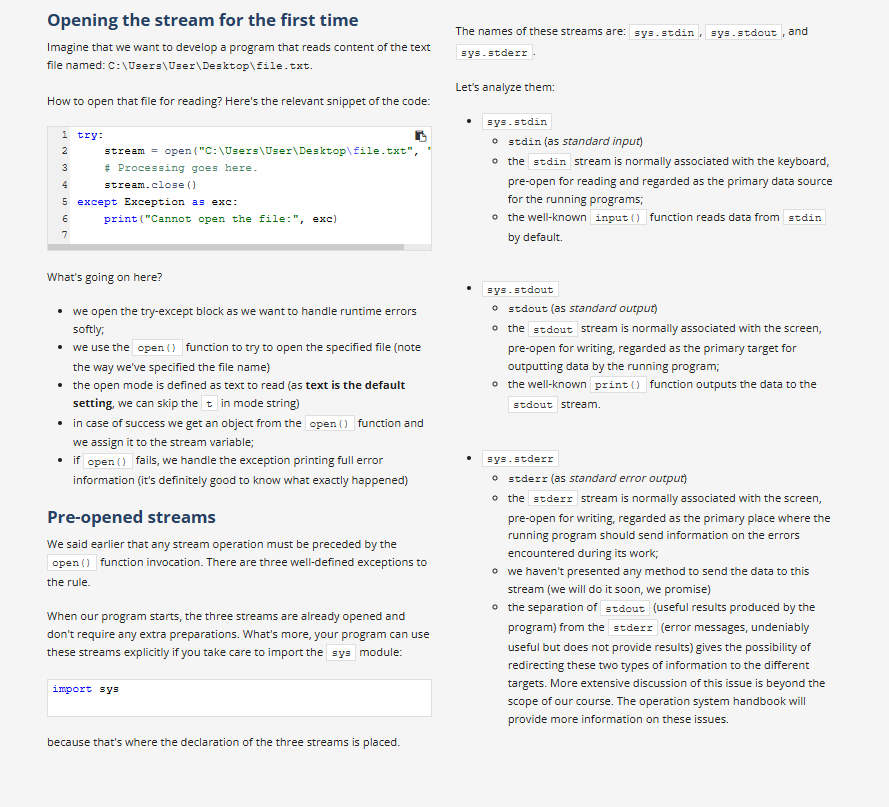 Opening the stream for the first time
Imagine that we want to develop a program that reads content of the text
file named: C:\Users\User\Desktop\file.txt.
How to open that file for reading? Here's the relevant snippet of the code:
1 try:
2     stream = open("C:\Users\User\Desktop\file.txt", "
3     # Processing goes here.
4     stream.close()
5 except Exception as exc:
6     print("Cannot open the file:", exc)
7
What's going on here?
• we open the try-except block as we want to handle runtime errors
softly;
• we use the open() function to try to open the specified file (note
the way we've specified the file name)
• the open mode is defined as text to read (as text is the default
setting, we can skip the t in mode string)
• in case of success we get an object from the open() function and
we assign it to the stream variable;
• if open() fails, we handle the exception printing full error
information (it's definitely good to know what exactly happened)
Pre-opened streams
We said earlier that any stream operation must be preceded by the
open() function invocation. There are three well-defined exceptions to
the rule.
When our program starts, the three streams are already opened and
don't require any extra preparations. What's more, your program can use
these streams explicitly if you take care to import the sys module:
import sys
because that's where the declaration of the three streams is placed.
The names of these streams are: sys.stdin, sys.stdout, and
sys.stderr.
Let's analyze them:
• sys.stdin
◦ stdin (as standard input)
◦ the stdin stream is normally associated with the keyboard,
pre-open for reading and regarded as the primary data source
for the running programs;
◦ the well-known input() function reads data from stdin
by default.
• sys.stdout
◦ stdout (as standard output)
◦ the stdout stream is normally associated with the screen,
pre-open for writing, regarded as the primary target for
outputting data by the running program;
◦ the well-known print() function outputs the data to the
stdout stream.
• sys.stderr
◦ stderr (as standard error output)
◦ the stderr stream is normally associated with the screen,
pre-open for writing, regarded as the primary place where the
running program should send information on the errors
encountered during its work;
◦ we haven't presented any method to send the data to this
stream (we will do it soon, we promise)
◦ the separation of stdout (useful results produced by the
program) from the stderr (error messages, undeniably
useful but does not provide results) gives the possibility of
redirecting these two types of information to the different
targets. More extensive discussion of this issue is beyond the
scope of our course. The operation system handbook will
provide more information on these issues.